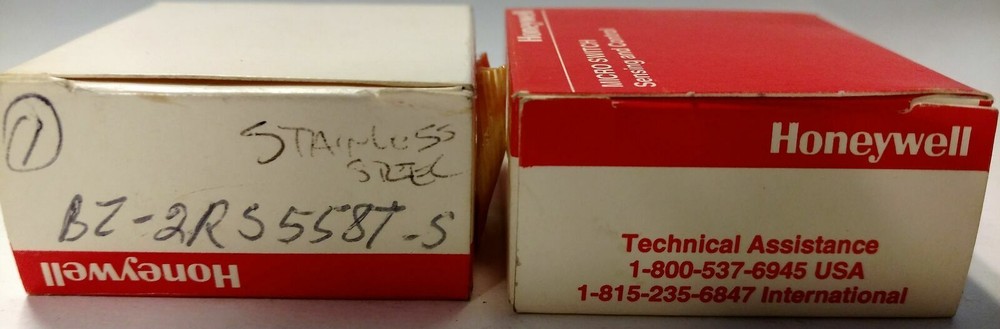 1
STAINLESS
STEEL
BZ-2RS5587-S
Honeywell
Honeywell
MICRO SWITCH
Sensing and Control
Honeywell
Technical Assistance
1-800-537-6945 USA
1-815-235-6847 International